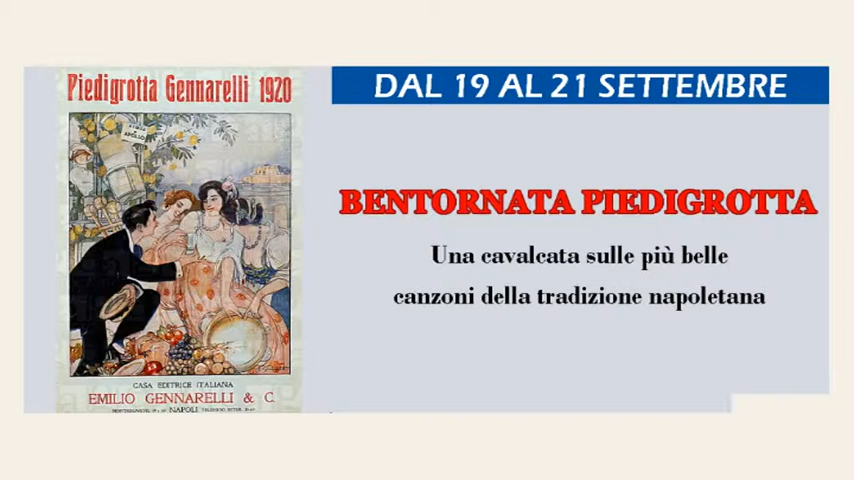 Piedigrotta Gennarelli 1920
APOLLO
CASA EDITRICE ITALIANA
EMILIO GENNARELLI & C.
NAPOLI
DAL 19 AL 21 SETTEMBRE
BENTORNATA PIEDIGROTTA
Una cavalcata sulle più belle
canzoni della tradizione napoletana